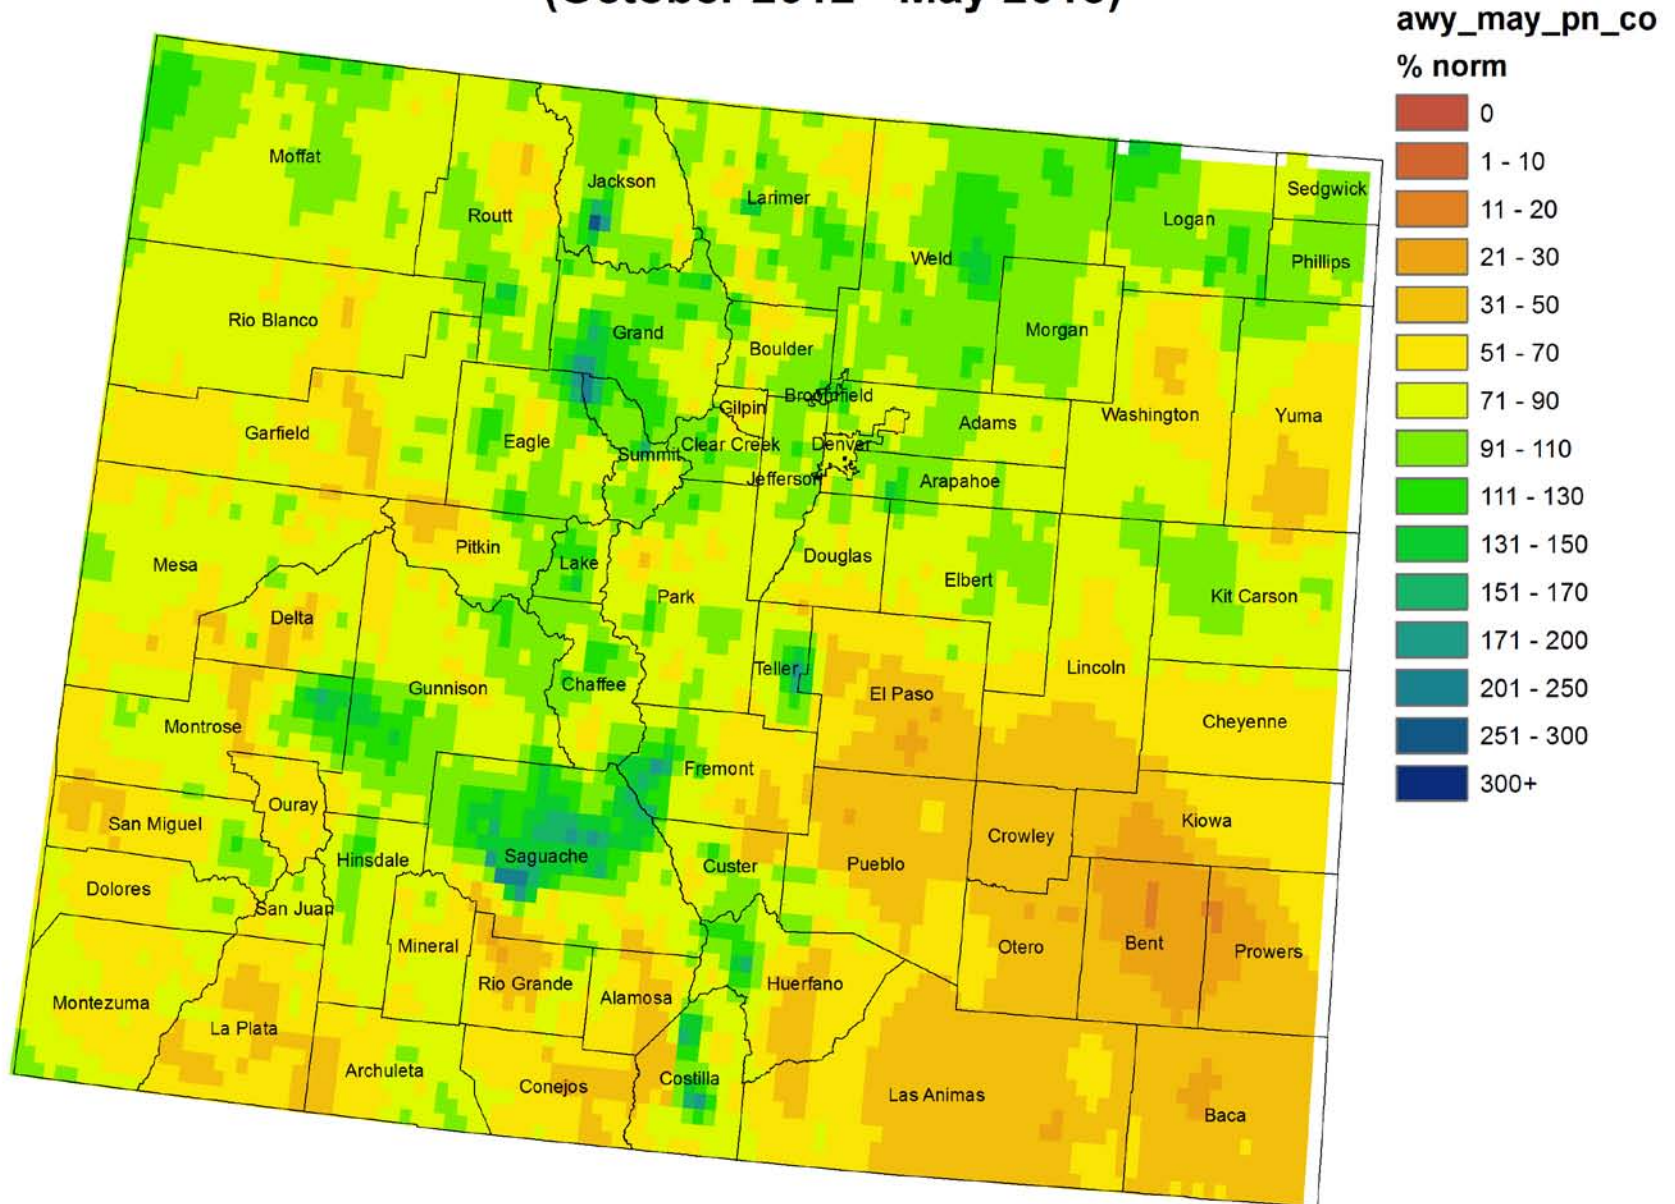 (October 2012 - May 2013)
awy_may_pn_co
% norm
0
1 - 10
11 - 20
21 - 30
31 - 50
51 - 70
71 - 90
91 - 110
111 - 130
131 - 150
151 - 170
171 - 200
201 - 250
251 - 300
300+
Moffat
Routt
Jackson
Larimer
Weld
Logan
Sedgwick
Phillips
Rio Blanco
Grand
Boulder
Morgan
Broomfield
Gilpin
Garfield
Eagle
Summit
Clear Creek
Denver
Adams
Washington
Yuma
Jefferson
Arapahoe
Mesa
Pitkin
Lake
Park
Douglas
Elbert
Kit Carson
Delta
Gunnison
Chaffee
Teller
El Paso
Lincoln
Cheyenne
Montrose
Fremont
Ouray
San Miguel
Hinsdale
Saguache
Custer
Pueblo
Crowley
Kiowa
Dolores
San Juan
Mineral
Rio Grande
Alamosa
Huerfano
Otero
Bent
Prowers
Montezuma
La Plata
Archuleta
Conejos
Costilla
Las Animas
Baca